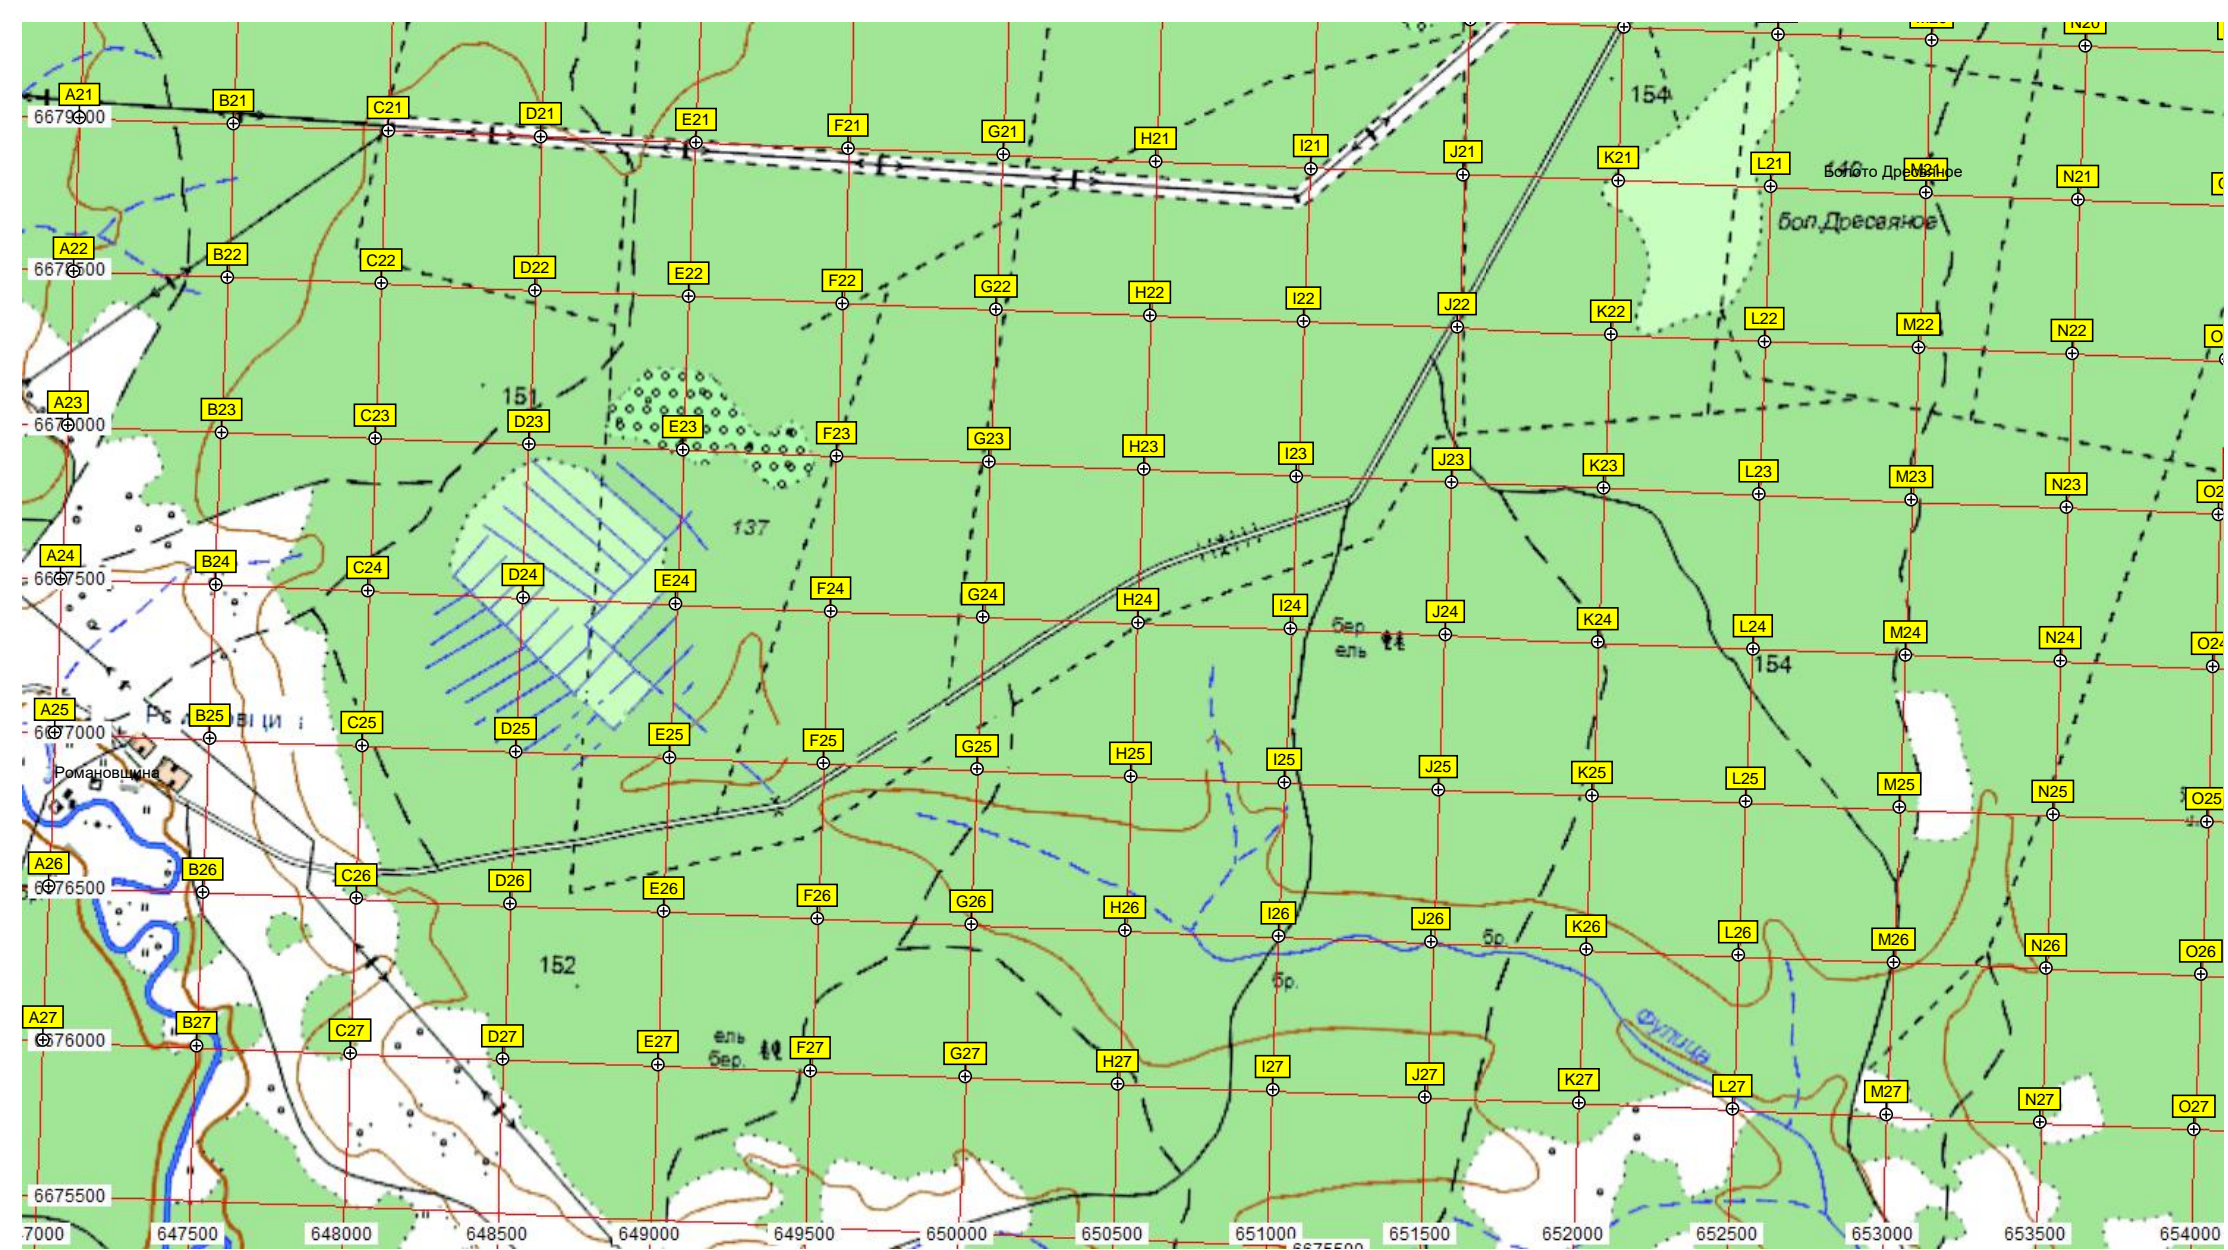 M20 N20
154
A21 B21 C21 D21 E21 F21 G21 H21 I21 J21 K21 L21 M21 N21
6679000
140
Болото Дресвяное
бол.Дресвяное
A22 B22 C22 D22 E22 F22 G22 H22 I22 J22 K22 L22 M22 N22
6678500
151
A23 B23 C23 D23 E23 F23 G23 H23 I23 J23 K23 L23 M23 N23
6678000
137
A24 B24 C24 D24 E24 F24 G24 H24 I24 J24 K24 L24 M24 N24 O24
6677500
бер.
ель
154
A25 B25 C25 D25 E25 F25 G25 H25 I25 J25 K25 L25 M25 N25 O25
6677000
Романовщина
A26 B26 C26 D26 E26 F26 G26 H26 I26 J26 K26 L26 M26 N26 O26
6676500
бр.
152
бр.
Фулица
A27 B27 C27 D27 E27 F27 G27 H27 I27 J27 K27 L27 M27 N27 O27
6676000
ель
бер.
6675500
647500 648000 648500 649000 649500 650000 650500 651000 651500 652000 652500 653000 653500 654000
6675500